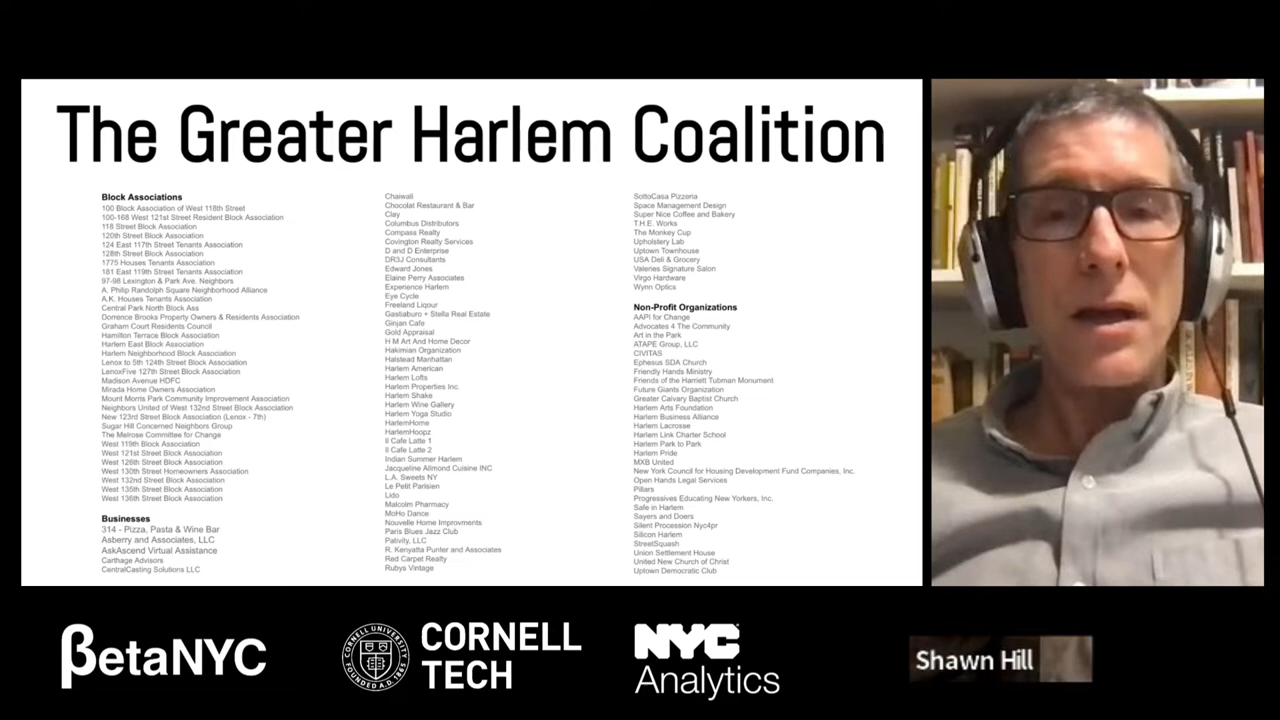 The Greater Harlem Coalition
Block Associations
100 Block Association of West 118th Street
100-168 West 121st Street Resident Block Association
118 Street Block Association
120th Street Block Association
124 East 117th Street Tenants Association
128th Street Block Association
1775 Houses Tenants Association
181 East 119th Street Tenants Association
97-98 Lexington & Park Ave. Neighbors
A. Philip Randolph Square Neighborhood Alliance
A.K. Houses Tenants Association
Central Park North Block Ass
Dorrence Brooks Property Owners & Residents Association
Graham Court Residents Council
Hamilton Terrace Block Association
Harlem East Block Association
Harlem Neighborhood Block Association
Lenox to 5th 124th Street Block Association
LenoxFive 127th Street Block Association
Madison Avenue HDFC
Mirada Home Owners Association
Mount Morris Park Community Improvement Association
Neighbors United of West 132nd Street Block Association
New 123rd Street Block Association (Lenox - 7th)
Sugar Hill Concerned Neighbors Group
The Melrose Committee for Change
West 119th Block Association
West 121st Street Block Association
West 126th Street Block Association
West 130th Street Homeowners Association
West 132nd Street Block Association
West 135th Street Block Association
West 136th Street Block Association
Businesses
314 - Pizza, Pasta & Wine Bar
Asberry and Associates, LLC
AskAscend Virtual Assistance
Carthage Advisors
CentralCasting Solutions LLC
Chaiwali
Chocolat Restaurant & Bar
Clay
Columbus Distributors
Compass Realty
Covington Realty Services
D and D Enterprise
DR3J Consultants
Edward Jones
Elaine Perry Associates
Experience Harlem
Eye Cycle
Freeland Liqour
Gastiaburo + Stella Real Estate
Ginjan Cafe
Gold Appraisal
H M Art And Home Decor
Hakimian Organization
Halstead Manhattan
Harlem American
Harlem Lofts
Harlem Properties Inc.
Harlem Shake
Harlem Wine Gallery
Harlem Yoga Studio
HarlemHome
HarlemHoopz
Il Cafe Latte 1
Il Cafe Latte 2
Indian Summer Harlem
Jacqueline Allmond Cuisine INC
L.A. Sweets NY
Le Petit Parisien
Lido
Malcolm Pharmacy
MoHo Dance
Nouvelle Home Improvments
Paris Blues Jazz Club
Pativity, LLC
R. Kenyatta Punter and Associates
Red Carpet Realty
Rubys Vintage
SottoCasa Pizzeria
Space Management Design
Super Nice Coffee and Bakery
T.H.E. Works
The Monkey Cup
Upholstery Lab
Uptown Townhouse
USA Deli & Grocery
Valeries Signature Salon
Virgo Hardware
Wynn Optics
Non-Profit Organizations
AAPI for Change
Advocates 4 The Community
Art in the Park
ATAPE Group, LLC
CIVITAS
Ephesus SDA Church
Friendly Hands Ministry
Friends of the Harriett Tubman Monument
Future Giants Organization
Greater Calvary Baptist Church
Harlem Arts Foundation
Harlem Business Alliance
Harlem Lacrosse
Harlem Link Charter School
Harlem Park to Park
Harlem Pride
MXB United
New York Council for Housing Development Fund Companies, Inc.
Open Hands Legal Services
Pillars
Progressives Educating New Yorkers, Inc.
Safe in Harlem
Sayers and Doers
Silent Procession Nyc4pr
Silicon Harlem
StreetSquash
Union Settlement House
United New Church of Christ
Uptown Democratic Club
βetaNYC
CORNELL UNIVERSITY
FOUNDED A.D. 1865
CORNELL
TECH
NYC
Analytics
Shawn Hill